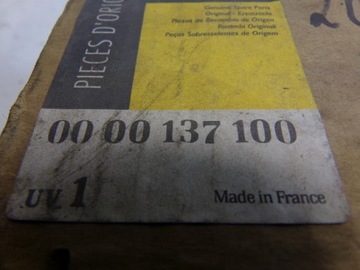 PIECES D'ORIG
Genuine Spare Parts
Original - Ersatzteile
Piezas de Recambio de Origen
Ricambi Originali
Peças Sobresselentes de Origem
00 00 137 100
UV 1
Made in France